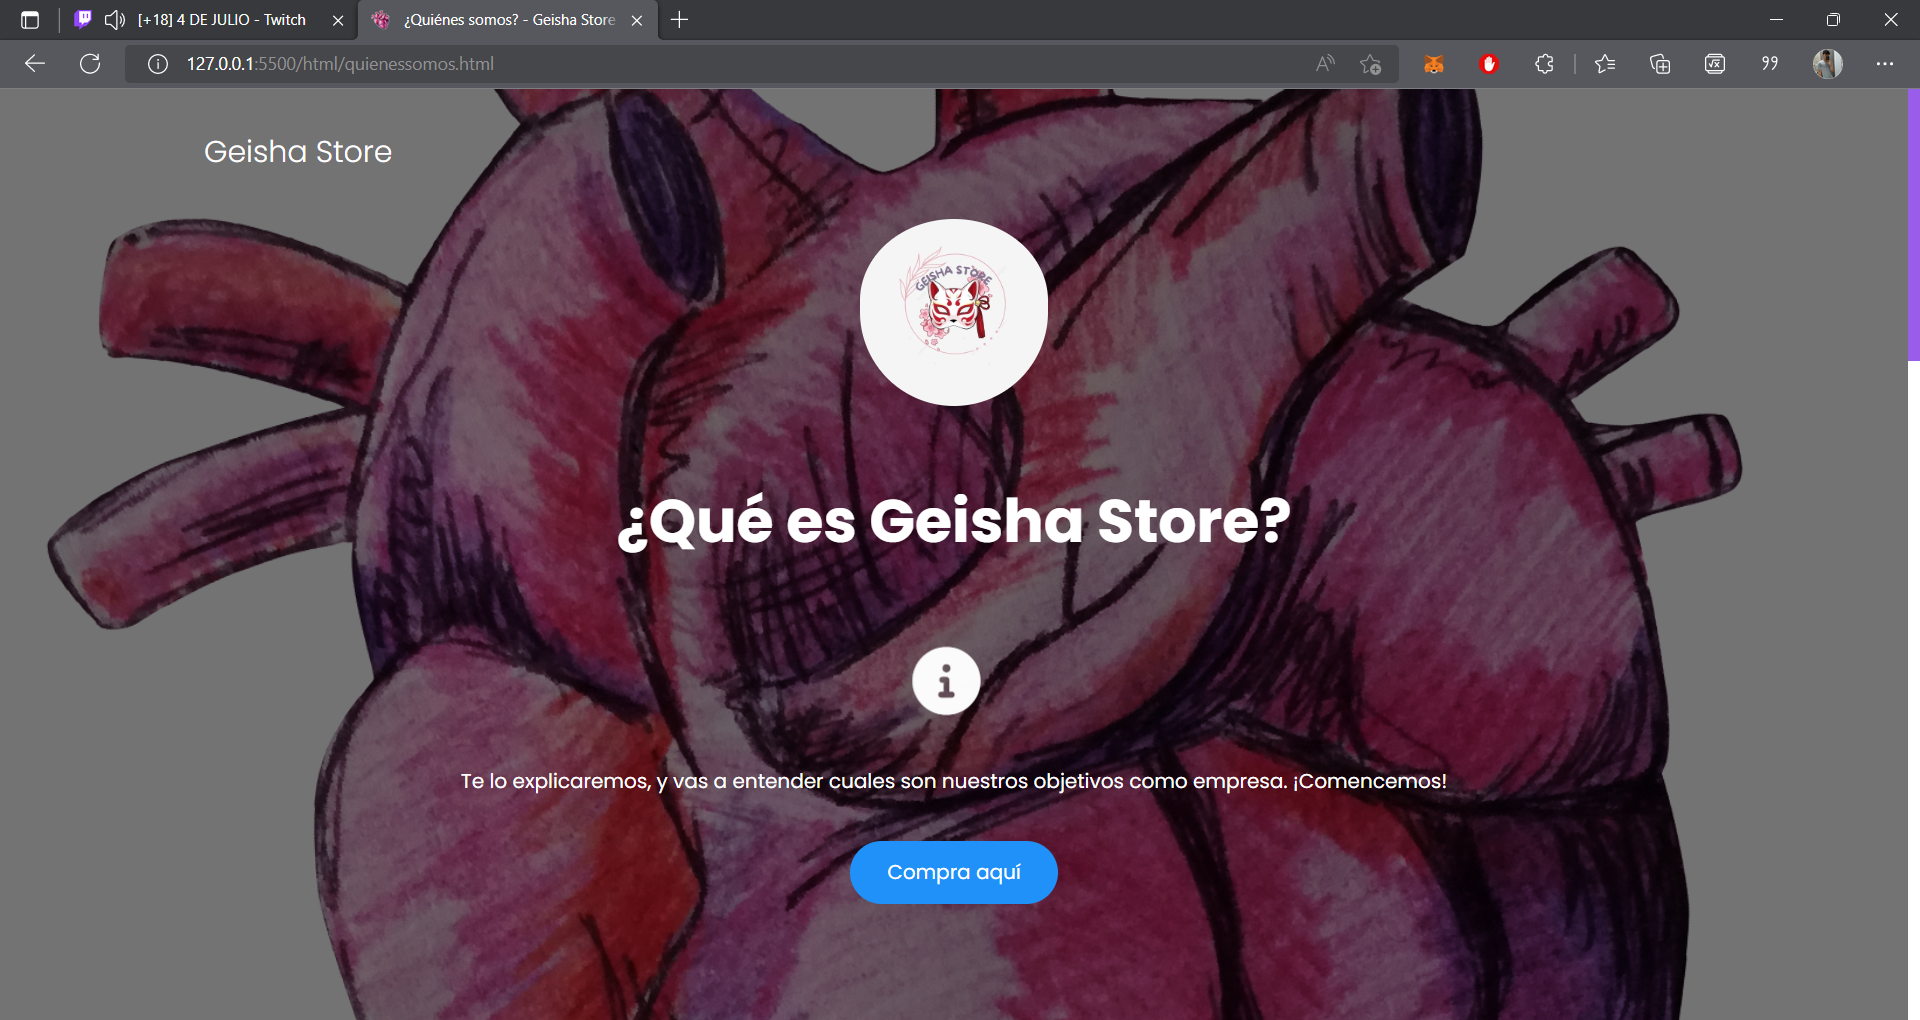 [+18] 4 DE JULIO - Twitch
¿Quiénes somos? - Geisha Store
127.0.0.1:5500/html/quienessomos.html
Geisha Store
GEISHA STORE
¿Qué es Geisha Store?
Te lo explicaremos, y vas a entender cuales son nuestros objetivos como empresa. ¡Comencemos!
Compra aquí